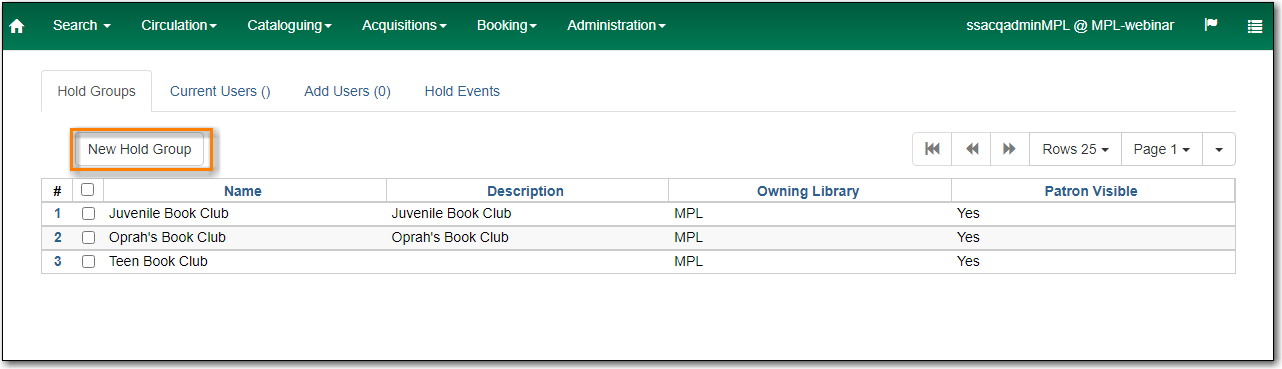 Search Circulation Cataloguing Acquisitions Booking Administration ssacqadminMPL @ MPL-webinar
Hold Groups Current Users () Add Users (0) Hold Events
New Hold Group Rows 25 Page 1
# Name Description Owning Library Patron Visible
1 Juvenile Book Club Juvenile Book Club MPL Yes
2 Oprah's Book Club Oprah's Book Club MPL Yes
3 Teen Book Club MPL Yes